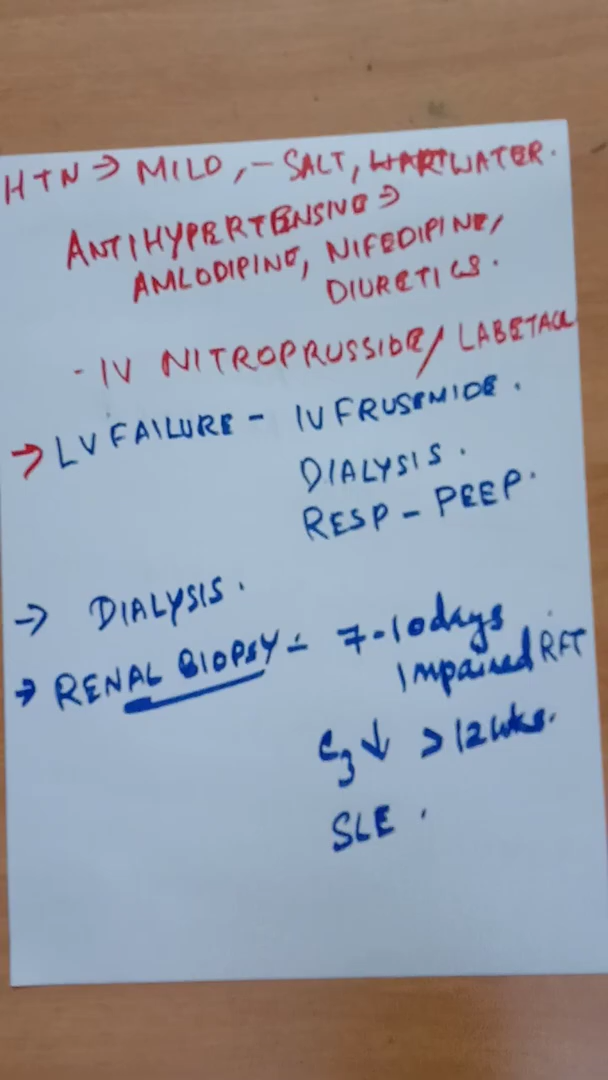 HTN → MILD, - SALT, WATER.
ANTIHYPERTENSIVE →
AMLODIPINE, NIFEDIPINE,
DIURETICS.
- IV NITROPRUSSIDE/ LABETALL
→ LV FAILURE - IV FRUSEMIDE.
DIALYSIS.
RESP - PEEP.
→ DIALYSIS.
→ RENAL BIOPSY - 7-10 days
Impaired RFT
C3↓ > 12 wks.
SLE.